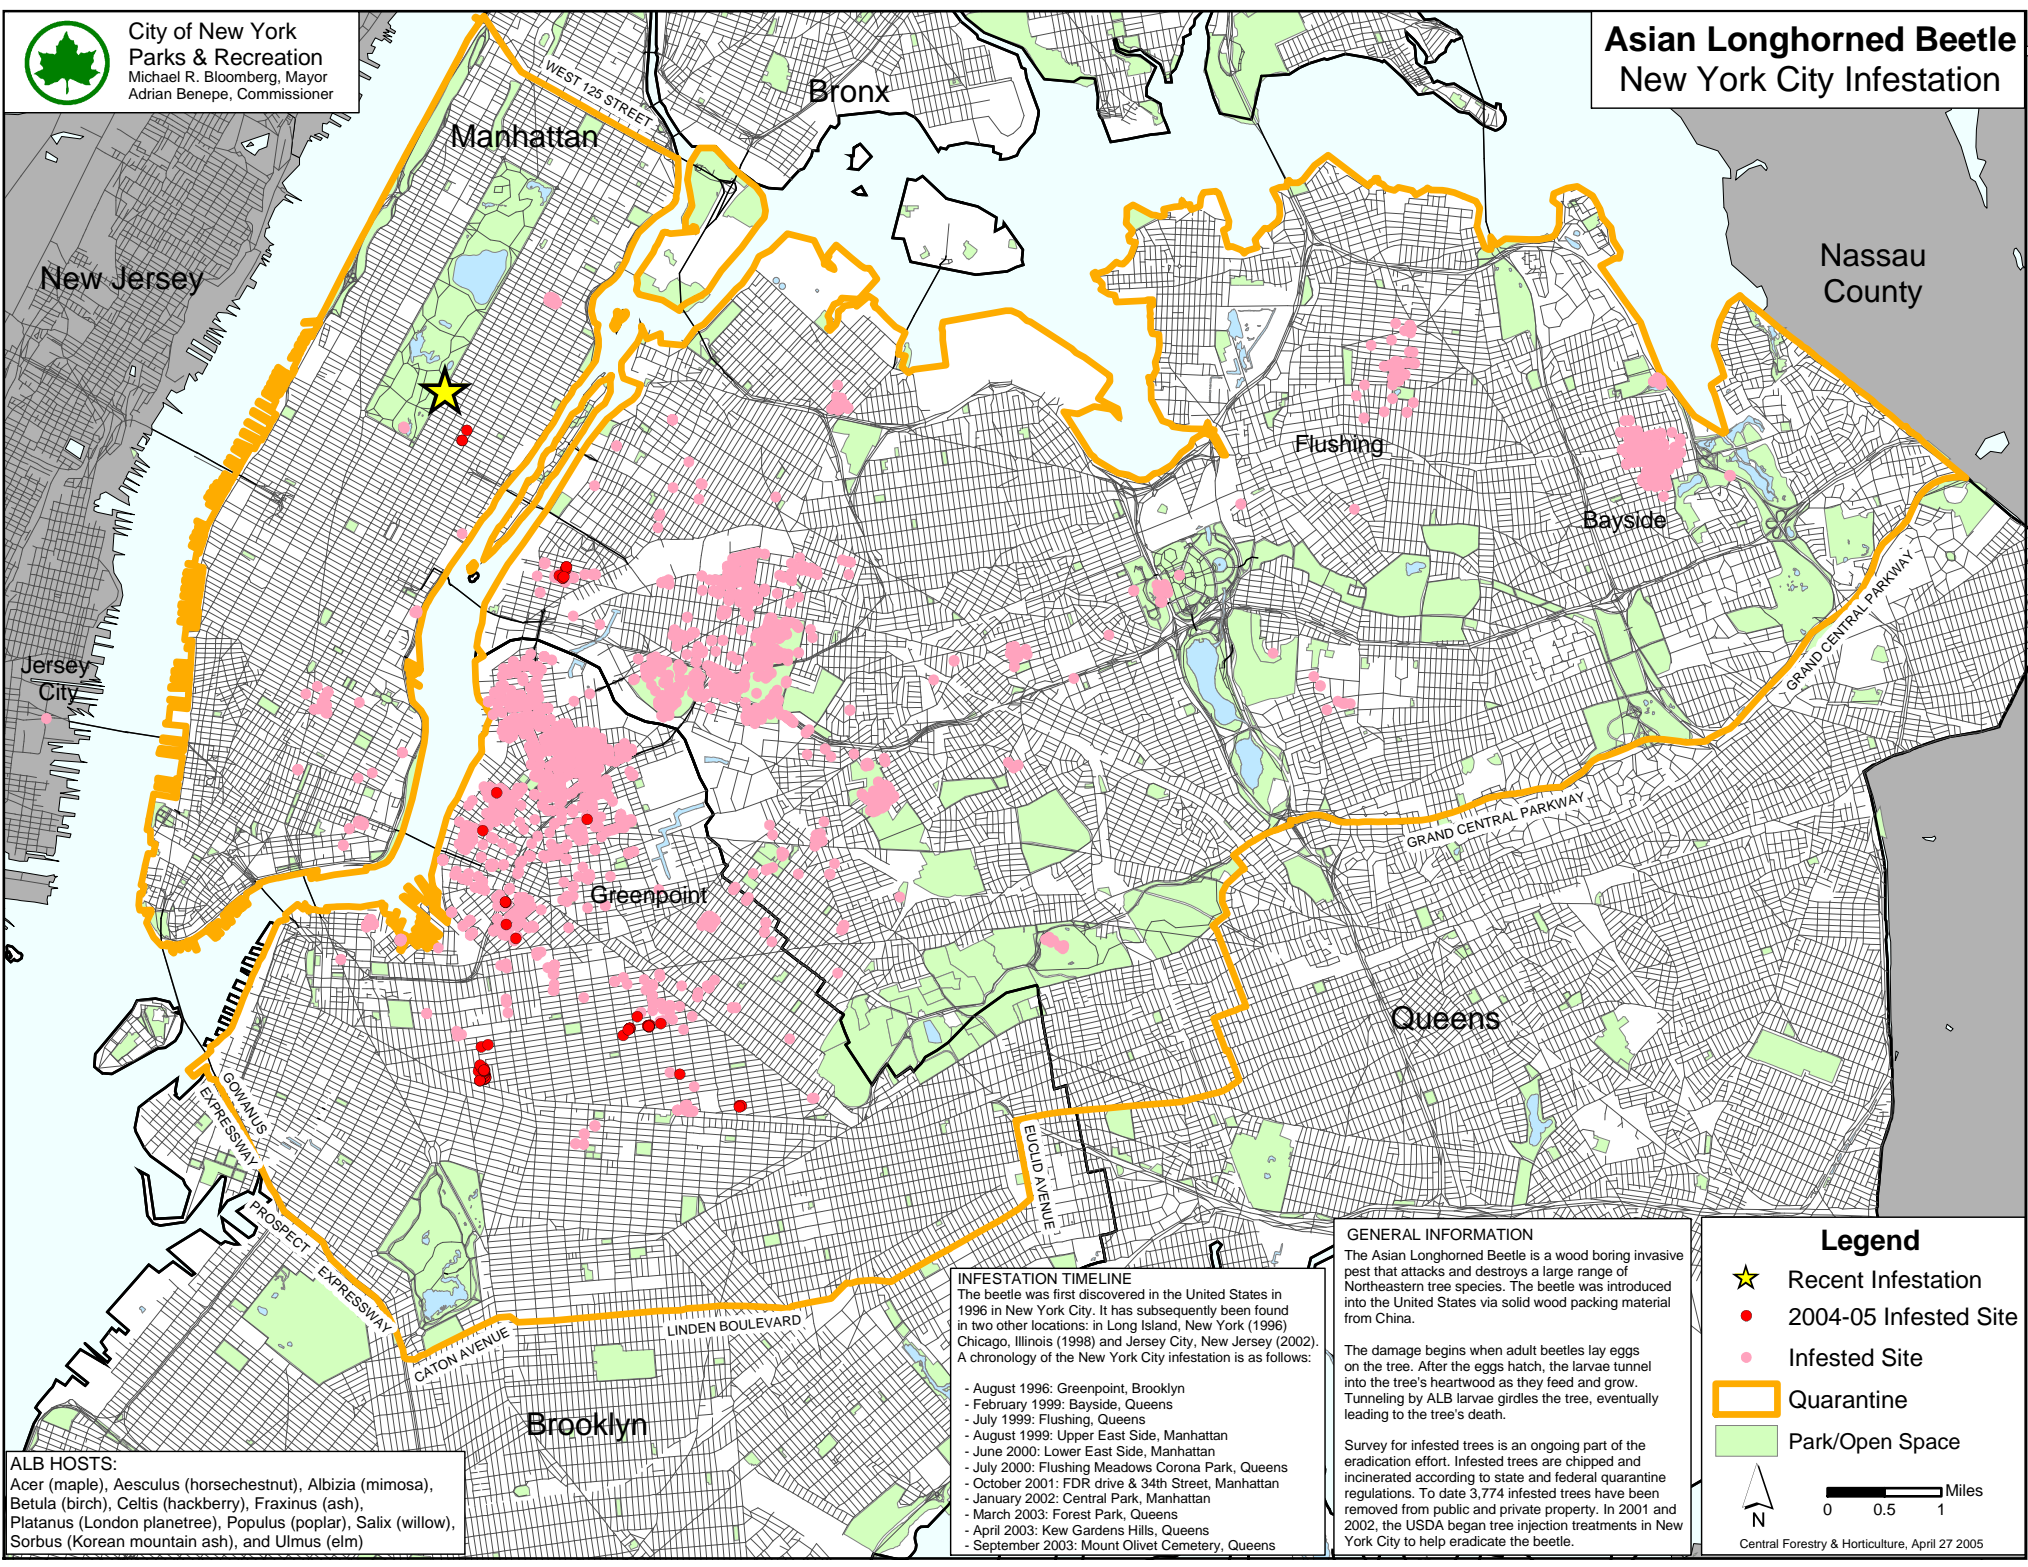 City of New York
Parks & Recreation
Michael R. Bloomberg, Mayor
Adrian Benepe, Commissioner
Asian Longhorned Beetle
New York City Infestation
WEST 125 STREET
Bronx
Manhattan
New Jersey
Nassau
County
Flushing
Bayside
GRAND CENTRAL PARKWAY
Jersey
City
GRAND CENTRAL PARKWAY
Greenpoint
Queens
GOWANUS
EXPRESSWAY
EUCLID AVENUE
PROSPECT
EXPRESSWAY
CATON AVENUE
LINDEN BOULEVARD
Brooklyn
ALB HOSTS:
Acer (maple), Aesculus (horsechestnut), Albizia (mimosa),
Betula (birch), Celtis (hackberry), Fraxinus (ash),
Platanus (London planetree), Populus (poplar), Salix (willow),
Sorbus (Korean mountain ash), and Ulmus (elm)
INFESTATION TIMELINE
The beetle was first discovered in the United States in
1996 in New York City. It has subsequently been found
in two other locations: in Long Island, New York (1996)
Chicago, Illinois (1998) and Jersey City, New Jersey (2002).
A chronology of the New York City infestation is as follows:
- August 1996: Greenpoint, Brooklyn
- February 1999: Bayside, Queens
- July 1999: Flushing, Queens
- August 1999: Upper East Side, Manhattan
- June 2000: Lower East Side, Manhattan
- July 2000: Flushing Meadows Corona Park, Queens
- October 2001: FDR drive & 34th Street, Manhattan
- January 2002: Central Park, Manhattan
- March 2003: Forest Park, Queens
- April 2003: Kew Gardens Hills, Queens
- September 2003: Mount Olivet Cemetery, Queens
GENERAL INFORMATION
The Asian Longhorned Beetle is a wood boring invasive
pest that attacks and destroys a large range of
Northeastern tree species. The beetle was introduced
into the United States via solid wood packing material
from China.
The damage begins when adult beetles lay eggs
on the tree. After the eggs hatch, the larvae tunnel
into the tree's heartwood as they feed and grow.
Tunneling by ALB larvae girdles the tree, eventually
leading to the tree's death.
Survey for infested trees is an ongoing part of the
eradication effort. Infested trees are chipped and
incinerated according to state and federal quarantine
regulations. To date 3,774 infested trees have been
removed from public and private property. In 2001 and
2002, the USDA began tree injection treatments in New
York City to help eradicate the beetle.
Legend
Recent Infestation
2004-05 Infested Site
Infested Site
Quarantine
Park/Open Space
N
0 0.5 1 Miles
Central Forestry & Horticulture, April 27 2005